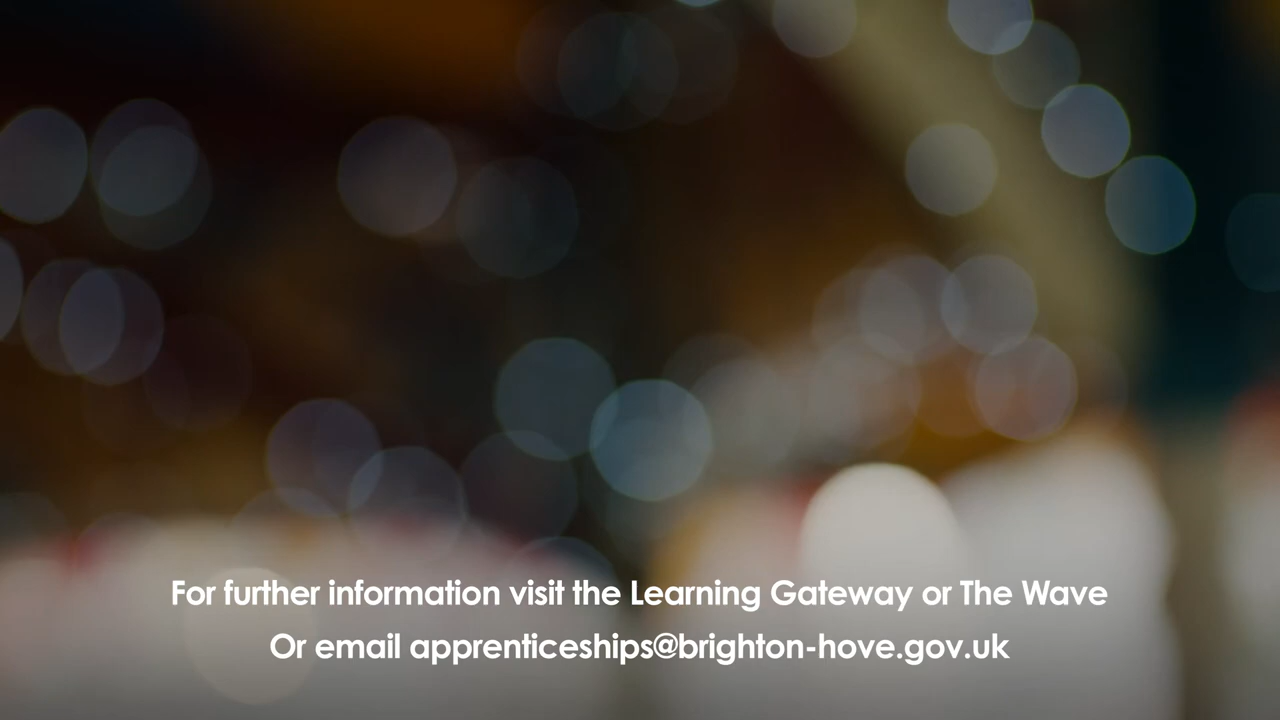 For further information visit the Learning Gateway or The Wave
Or email apprenticeships@brighton-hove.gov.uk